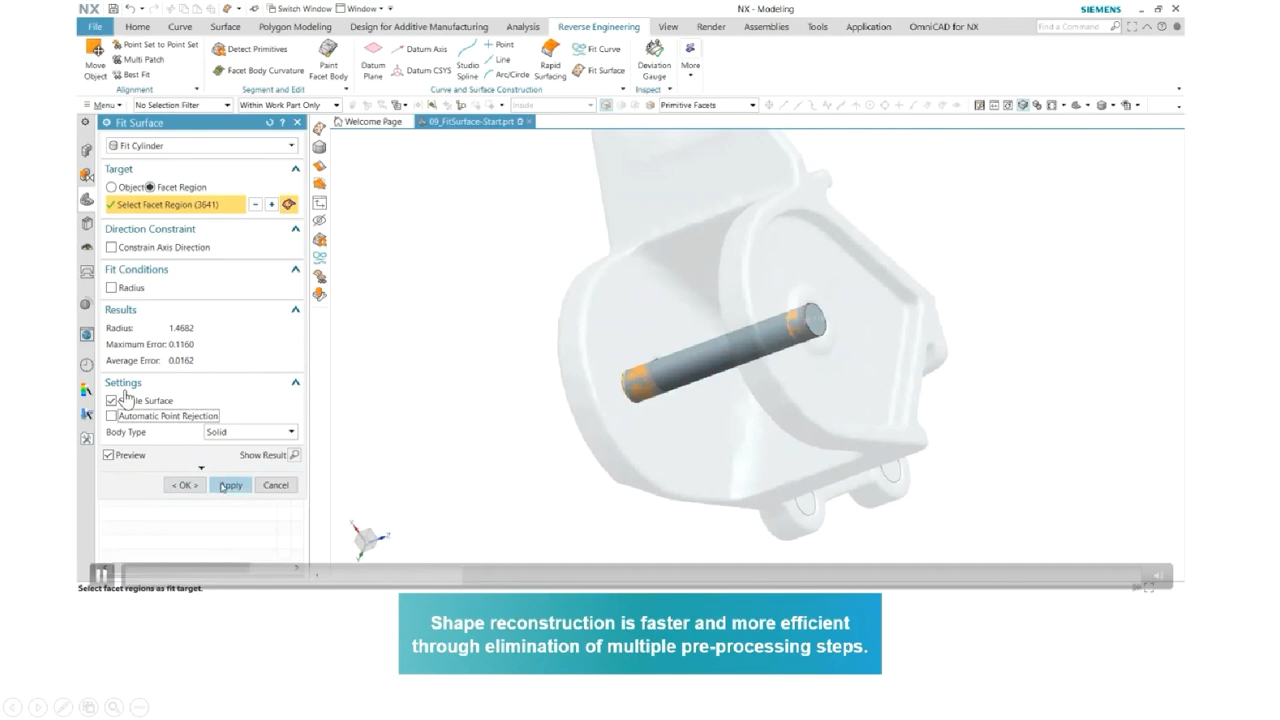 NX
Switch Window
Window
NX - Modeling
SIEMENS
File
Home
Curve
Surface
Polygon Modeling
Design for Additive Manufacturing
Analysis
Reverse Engineering
View
Render
Assemblies
Tools
Application
OmniCAD for NX
Find a Command
Move Object
Point Set to Point Set
Multi Patch
Best Fit
Alignment
Detect Primitives
Face Body Curvature
Paint Facet Body
Segment and Edit
Datum Plane
Datum Axis
Datum CSYS
Studio Spline
Point
Line
Arc/Circle
Rapid Surfacing
Fit Curve
Fit Surface
Curve and Surface Construction
Deviation Gauge
Inspect
More
Menu
No Selection Filter
Within Work Part Only
Inside
Primitive Facets
Fit Surface
Welcome Page
09_FitSurface-Start.prt
Fit Cylinder
Target
Object
Facet Region
Select Facet Region (3641)
Direction Constraint
Constrain Axis Direction
Fit Conditions
Radius
Results
Radius: 1.4682
Maximum Error: 0.1160
Average Error: 0.0162
Settings
Surface
Automatic Point Rejection
Body Type Solid
Preview
Show Result
< OK >
Apply
Cancel
Select facet regions as fit target.
Shape reconstruction is faster and more efficient
through elimination of multiple pre-processing steps.